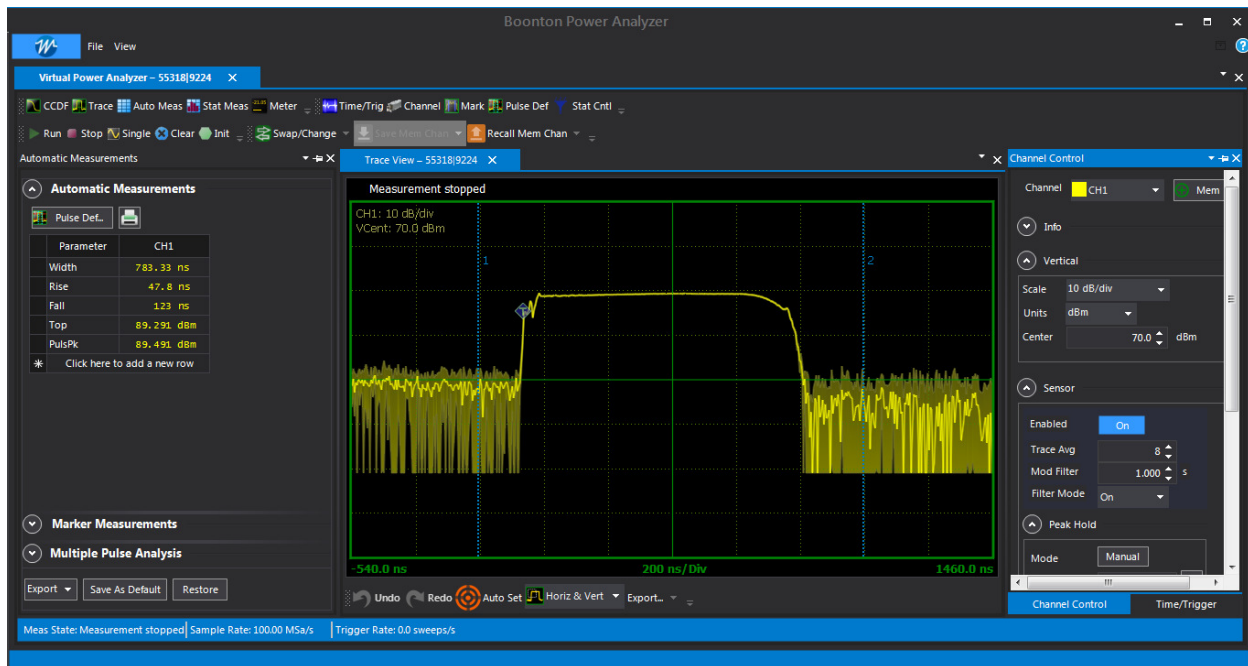 Boonton Power Analyzer
File View
Virtual Power Analyzer – 55318|9224 X
CCDF Trace Auto Meas Stat Meas Meter Time/Trig Channel Mark Pulse Def Stat Cntl
Run Stop Single Clear Init Swap/Change Save Mem Chan Recall Mem Chan
Automatic Measurements
Automatic Measurements
Pulse Def...
Parameter CH1
Width 783.33 ns
Rise 47.8 ns
Fall 123 ns
Top 89.291 dBm
PulsPk 89.491 dBm
Click here to add a new row
Marker Measurements
Multiple Pulse Analysis
Export Save As Default Restore
Trace View – 55318|9224 X
Measurement stopped
CH1: 10 dB/div
VCent: 70.0 dBm
1 2
-540.0 ns 200 ns/Div 1460.0 ns
Undo Redo Auto Set Horiz & Vert Export...
Channel Control
Channel CH1 Mem
Info
Vertical
Scale 10 dB/div
Units dBm
Center 70.0 dBm
Sensor
Enabled On
Trace Avg 8
Mod Filter 1.000 s
Filter Mode On
Peak Hold
Mode Manual
Channel Control Time/Trigger
Meas State: Measurement stopped Sample Rate: 100.00 MSa/s Trigger Rate: 0.0 sweeps/s